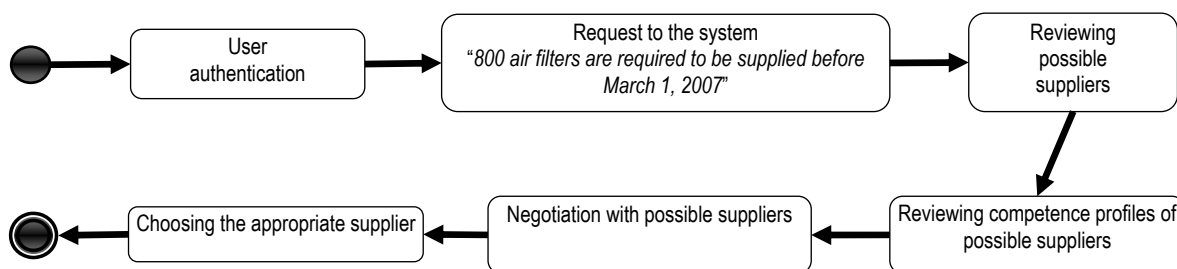 User
authentication
Request to the system
“800 air filters are required to be supplied before
March 1, 2007”
Reviewing
possible
suppliers
Reviewing competence profiles of
possible suppliers
Negotiation with possible suppliers
Choosing the appropriate supplier